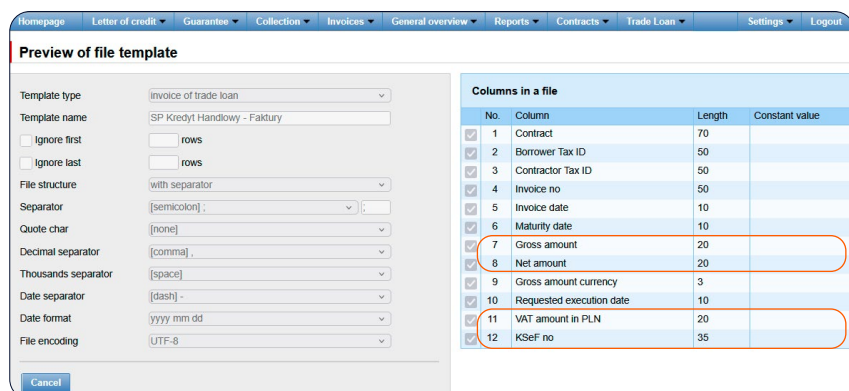 Homepage Letter of credit Guarantee Collection Invoices General overview Reports Contracts Trade Loan Settings Logout
Preview of file template
Template type invoice of trade loan
Template name SP Kredyt Handlowy - Faktury
Ignore first rows
Ignore last rows
File structure with separator
Separator [semicolon] ; ;
Quote char [none]
Decimal separator [comma] ,
Thousands separator [space]
Date separator [dash] -
Date format yyyy mm dd
File encoding UTF-8
Cancel
Columns in a file
No. Column Length Constant value
1 Contract 70
2 Borrower Tax ID 50
3 Contractor Tax ID 50
4 Invoice no 50
5 Invoice date 10
6 Maturity date 10
7 Gross amount 20
8 Net amount 20
9 Gross amount currency 3
10 Requested execution date 10
11 VAT amount in PLN 20
12 KSeF no 35